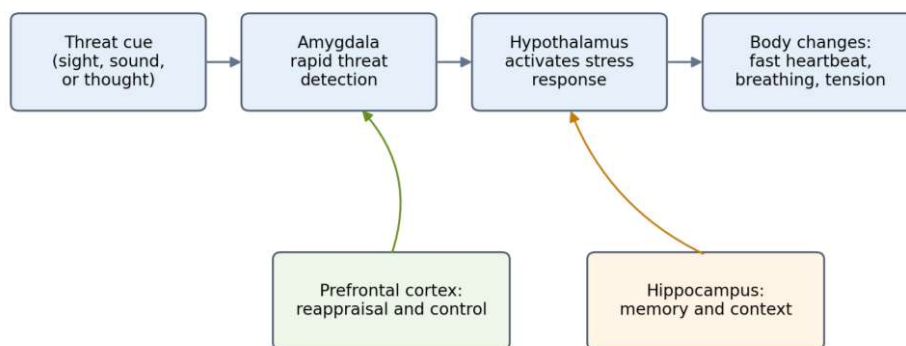 Threat cue
(sight, sound,
or thought)
Amygdala
rapid threat
detection
Hypothalamus
activates stress
response
Body changes:
fast heartbeat,
breathing, tension
Prefrontal cortex:
reappraisal and control
Hippocampus:
memory and context